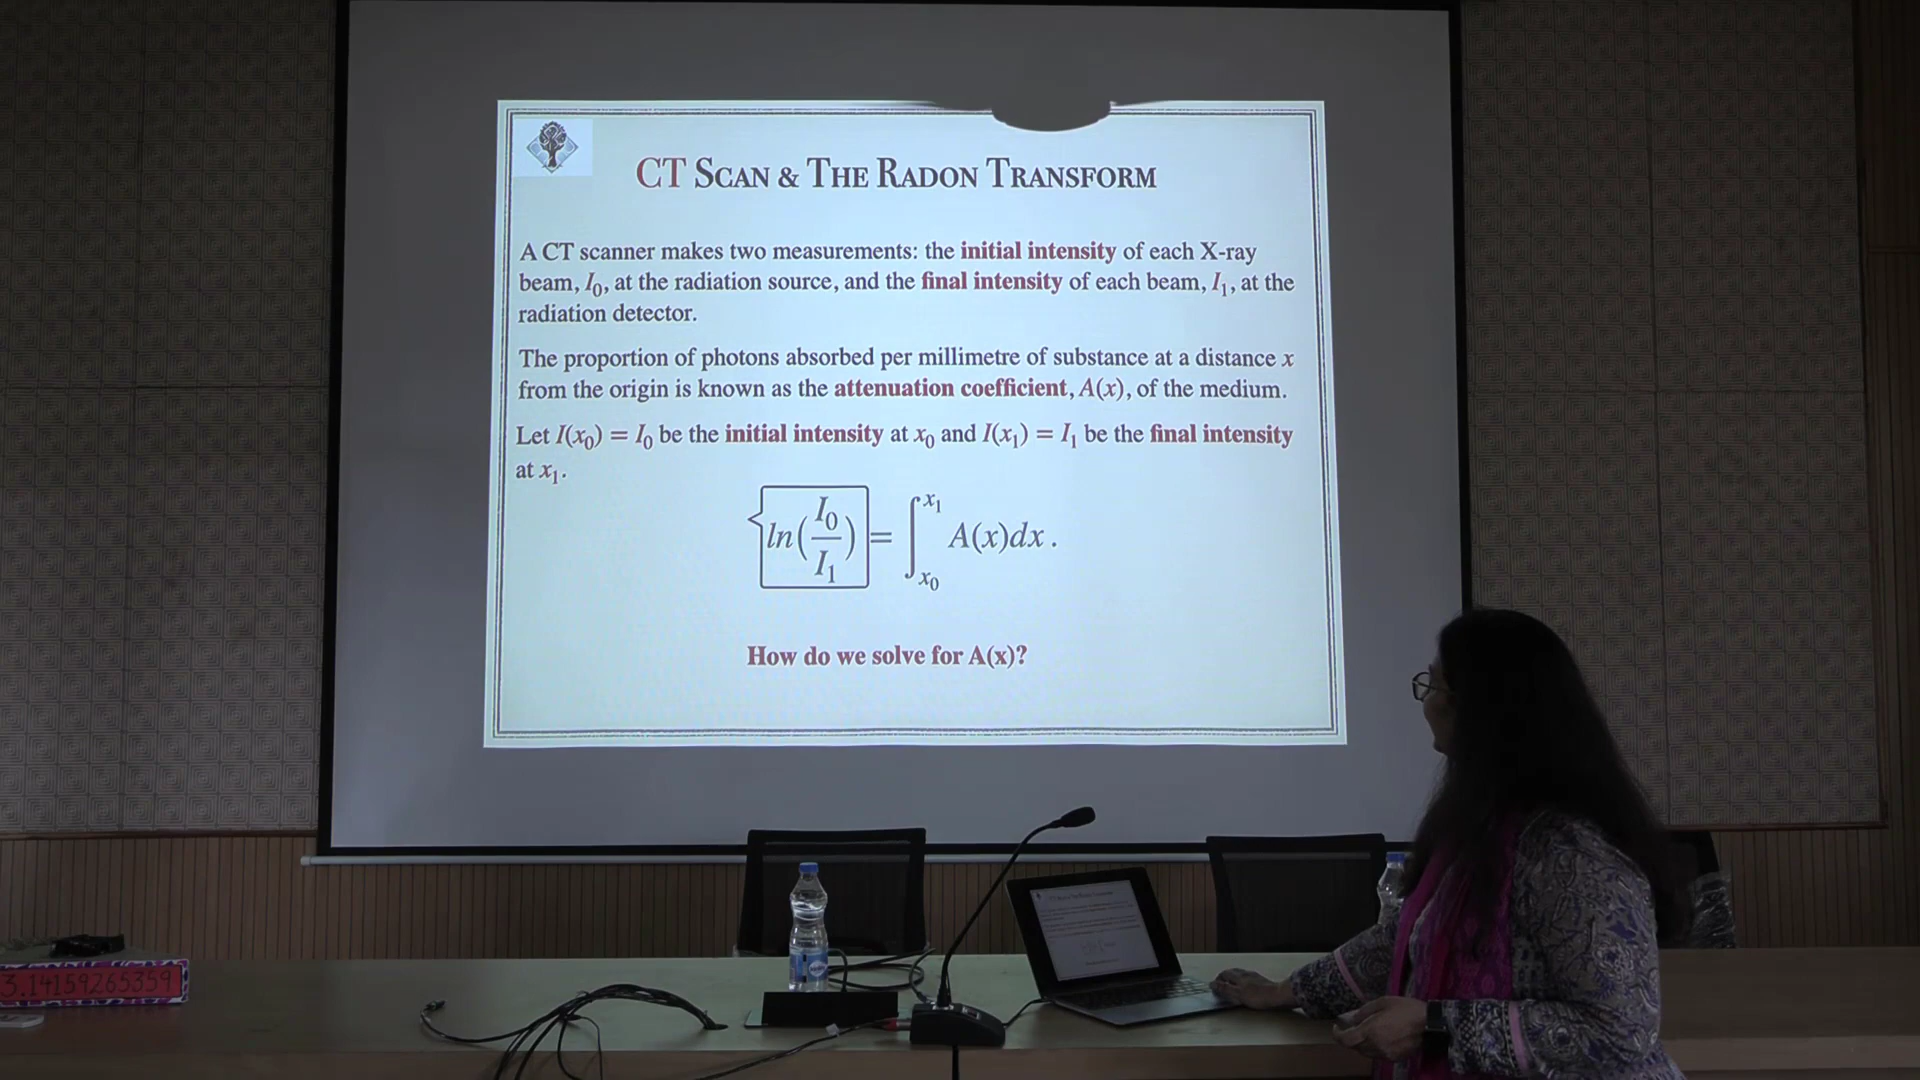 CT SCAN & THE RADON TRANSFORM
A CT scanner makes two measurements: the initial intensity of each X-ray
beam, I₀, at the radiation source, and the final intensity of each beam, I₁, at the
radiation detector.
The proportion of photons absorbed per millimetre of substance at a distance x
from the origin is known as the attenuation coefficient, A(x), of the medium.
Let I(x₀) = I₀ be the initial intensity at x₀ and I(x₁) = I₁ be the final intensity
at x₁.
ln(I₀/I₁) = ∫_{x₀}^{x₁} A(x)dx.
How do we solve for A(x)?
3.14159265359